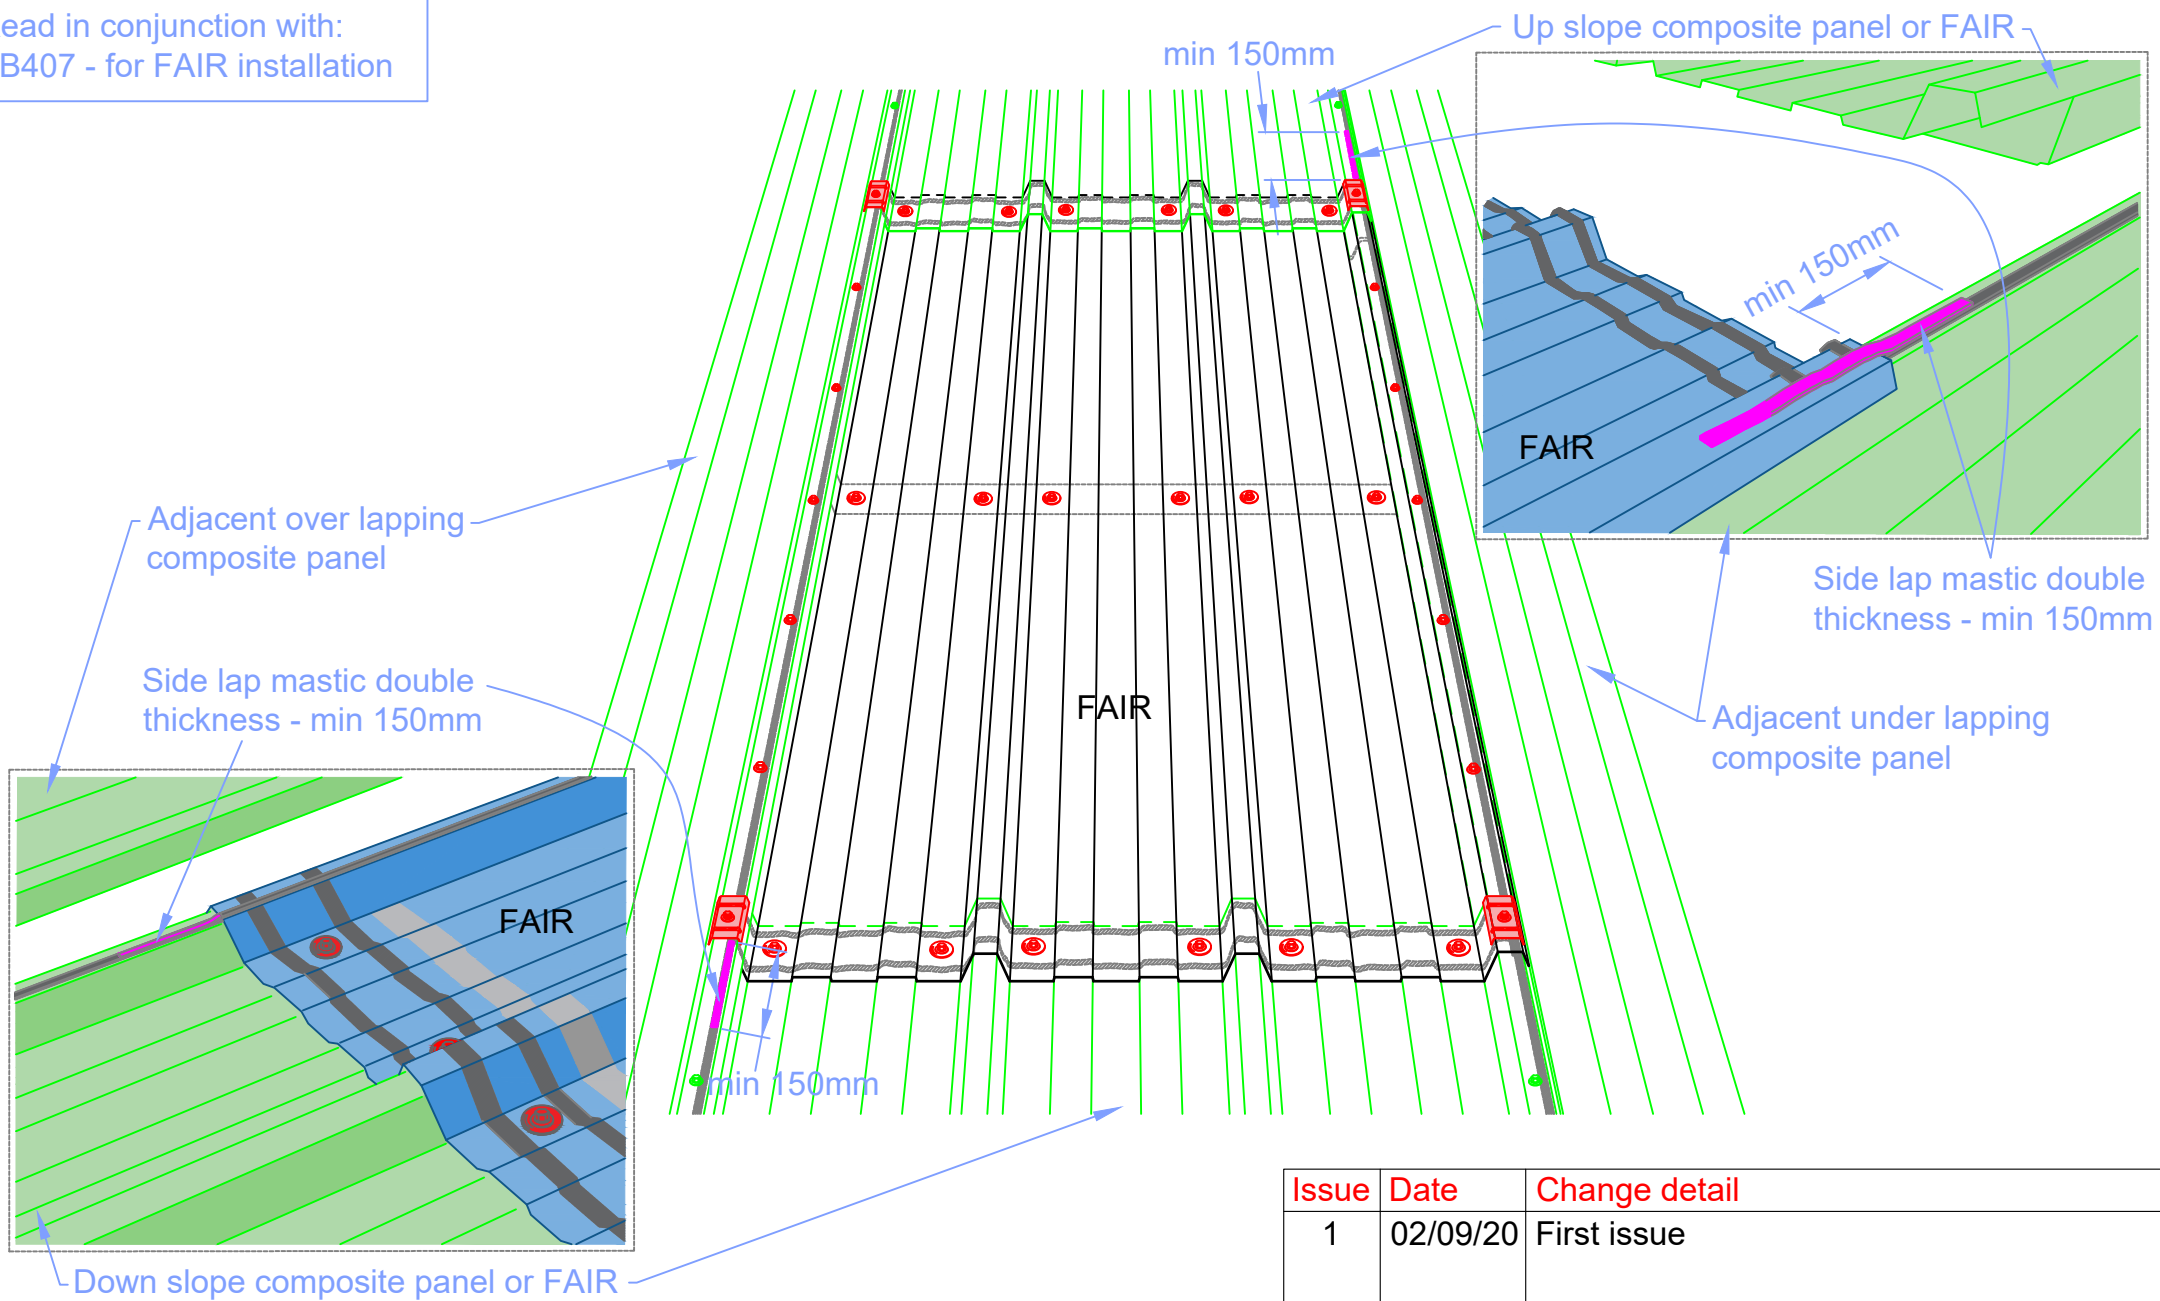 ead in conjunction with:
B407 - for FAIR installation
Up slope composite panel or FAIR
min 150mm
min 150mm
FAIR
Adjacent over lapping
composite panel
Side lap mastic double
thickness - min 150mm
Side lap mastic double
thickness - min 150mm
FAIR
Adjacent under lapping
composite panel
FAIR
min 150mm
Down slope composite panel or FAIR
Issue Date Change detail
1 02/09/20 First issue